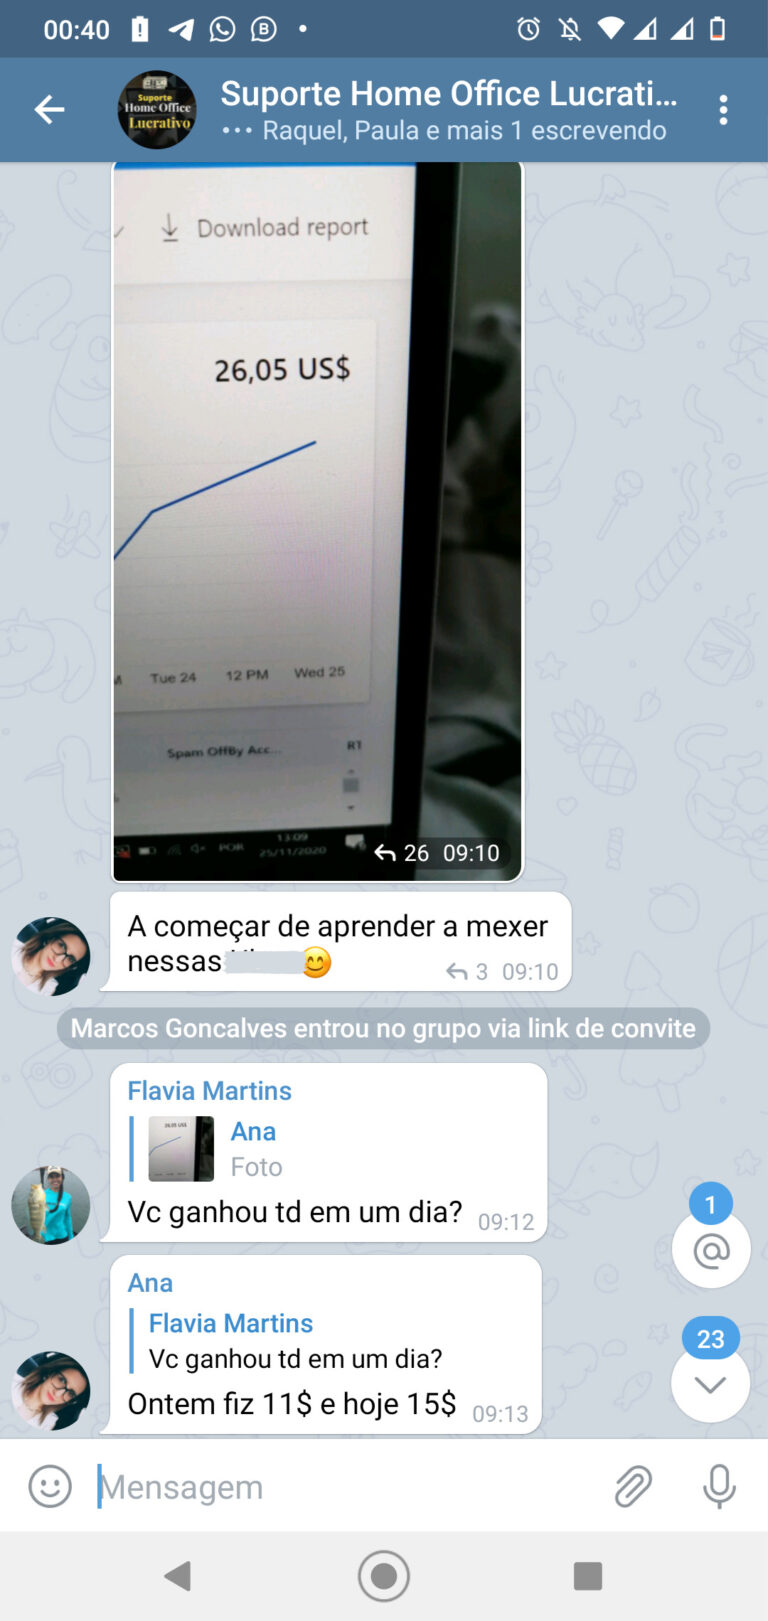 00:40
Suporte
Home Office
Lucrativo
Suporte Home Office Lucrati...
Raquel, Paula e mais 1 escrevendo
Download report
26,05 US$
Tue 24 12 PM Wed 25
Spam OffBy Acc...
13:09
POR
25/11/2020
26 09:10
A começar de aprender a mexer
nessas
3 09:10
Marcos Goncalves entrou no grupo via link de convite
Flavia Martins
26,05 US$
Ana
Foto
Vc ganhou td em um dia?
09:12
1
@
Ana
Flavia Martins
Vc ganhou td em um dia?
23
Ontem fiz 11$ e hoje 15$
09:13
Mensagem